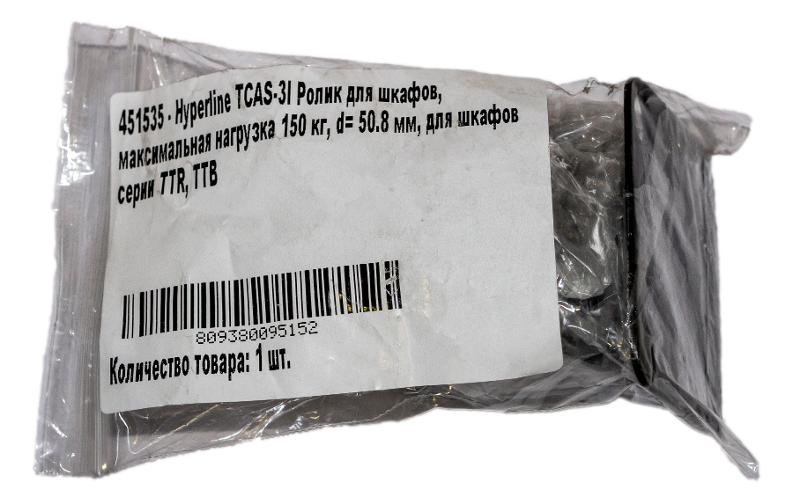 451535 - Hyperline TCAS-3I Ролик для шкафов,
максимальная нагрузка 150 кг, d= 50.8 мм, для шкафов
серии TTR, TTB
809380095152
Количество товара: 1 шт.